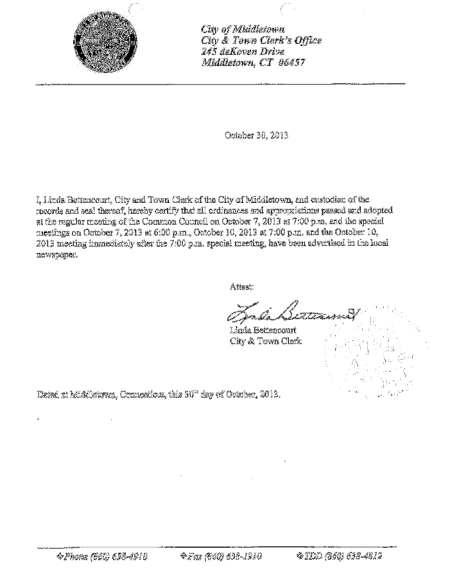 City of Middletown
City & Town Clerk's Office
245 deKoven Drive
Middletown, CT 06457
October 30, 2013
I, Linda Bettencourt, City and Town Clerk of the City of Middletown, and custodian of the
records and seal thereof, hereby certify that all ordinances and appropriations passed and adopted
at the regular meeting of the Common Council on October 7, 2013 at 7:00 p.m. and the special
meetings on October 7, 2013 at 6:00 p.m., October 10, 2013 at 7:00 p.m. and the October 10,
2013 meeting immediately after the 7:00 p.m. special meeting, have been advertised in the local
newspaper.
Attest:
Linda Bettencourt
Linda Bettencourt
City & Town Clerk
Dated at Middletown, Connecticut, this 30th day of October, 2013.
Phone (860) 638-4910 Fax (860) 638-1910 TDD (860) 638-4812